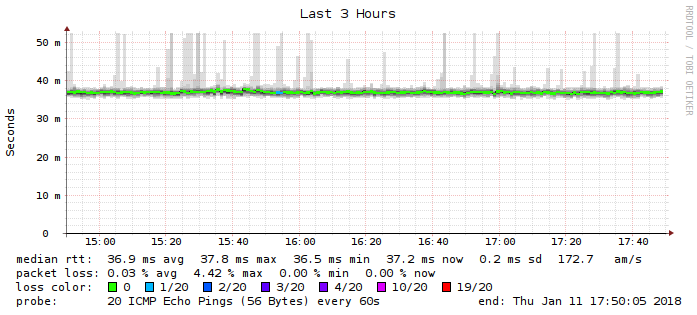 Last 3 Hours
RRDTOOL / TOBI OETIKER
Seconds
50 m
40 m
30 m
20 m
10 m
0
15:00 15:20 15:40 16:00 16:20 16:40 17:00 17:20 17:40
median rtt: 36.9 ms avg 37.8 ms max 36.5 ms min 37.2 ms now 0.2 ms sd 172.7 am/s
packet loss: 0.03 % avg 4.42 % max 0.00 % min 0.00 % now
loss color: 0 1/20 2/20 3/20 4/20 10/20 19/20
probe: 20 ICMP Echo Pings (56 Bytes) every 60s end: Thu Jan 11 17:50:05 2018